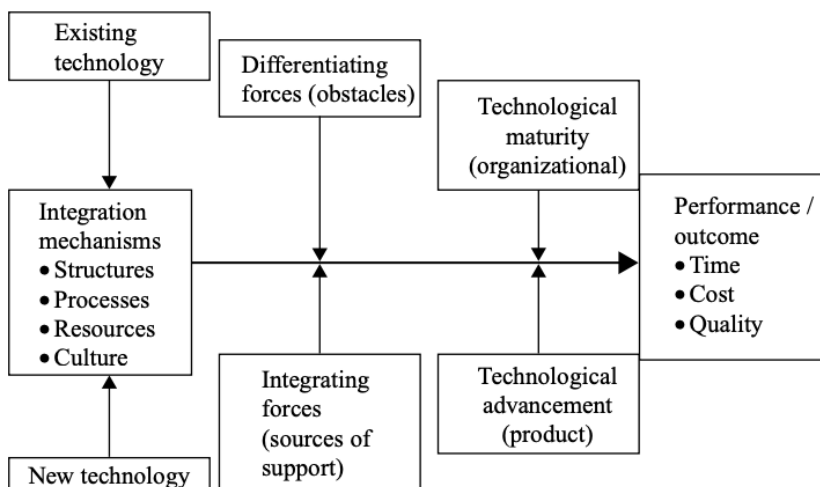 Existing
technology
Differentiating
forces (obstacles)
Technological
maturity
(organizational)
Integration
mechanisms
• Structures
• Processes
• Resources
• Culture
Performance /
outcome
• Time
• Cost
• Quality
Integrating
forces
(sources of
support)
Technological
advancement
(product)
New technology